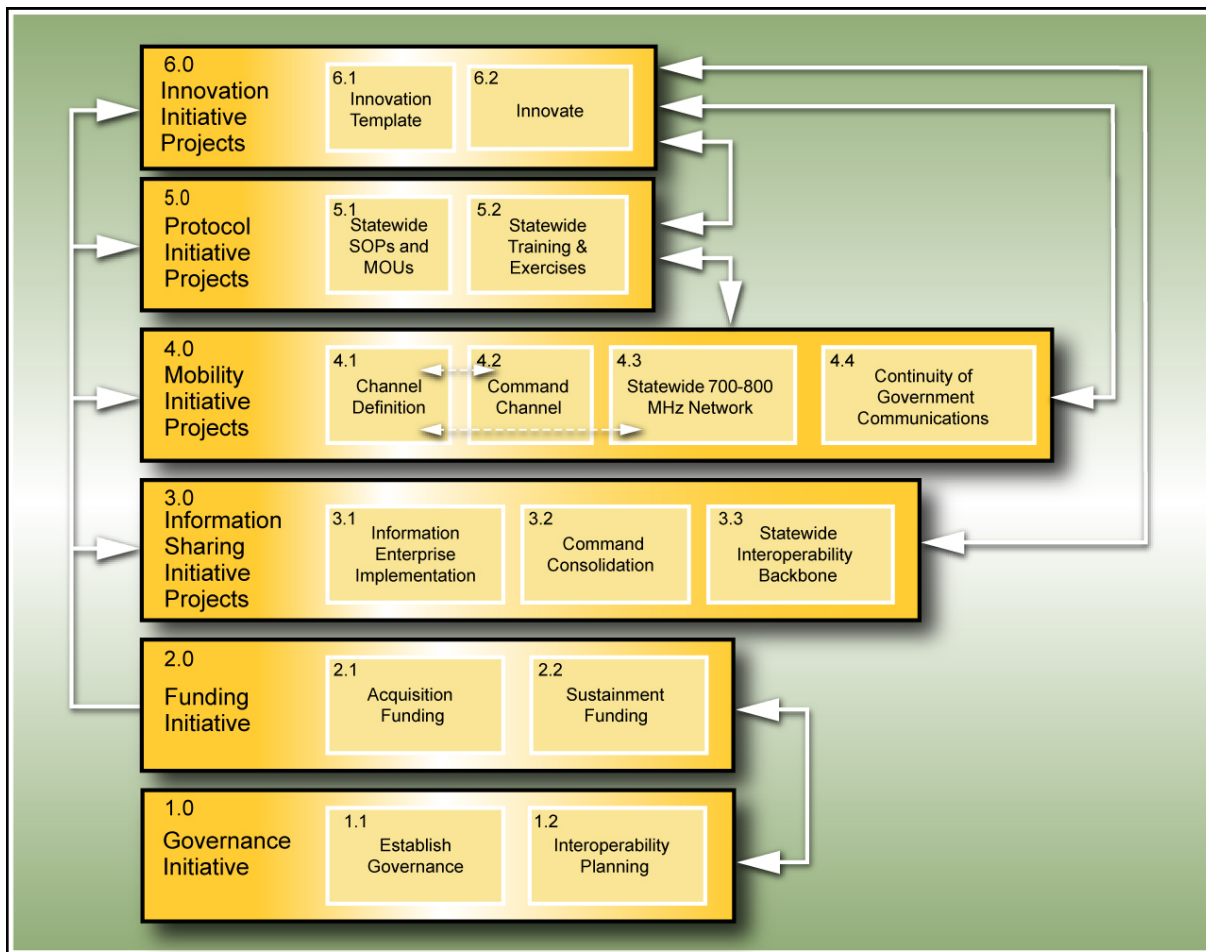 6.0
Innovation
Initiative
Projects
6.1
Innovation
Template
6.2
Innovate
5.0
Protocol
Initiative
Projects
5.1
Statewide
SOPs and
MOUs
5.2
Statewide
Training &
Exercises
4.0
Mobility
Initiative
Projects
4.1
Channel
Definition
4.2
Command
Channel
4.3
Statewide 700-800
MHz Network
4.4
Continuity of
Government
Communications
3.0
Information
Sharing
Initiative
Projects
3.1
Information
Enterprise
Implementation
3.2
Command
Consolidation
3.3
Statewide
Interoperability
Backbone
2.0
Funding
Initiative
2.1
Acquisition
Funding
2.2
Sustainment
Funding
1.0
Governance
Initiative
1.1
Establish
Governance
1.2
Interoperability
Planning